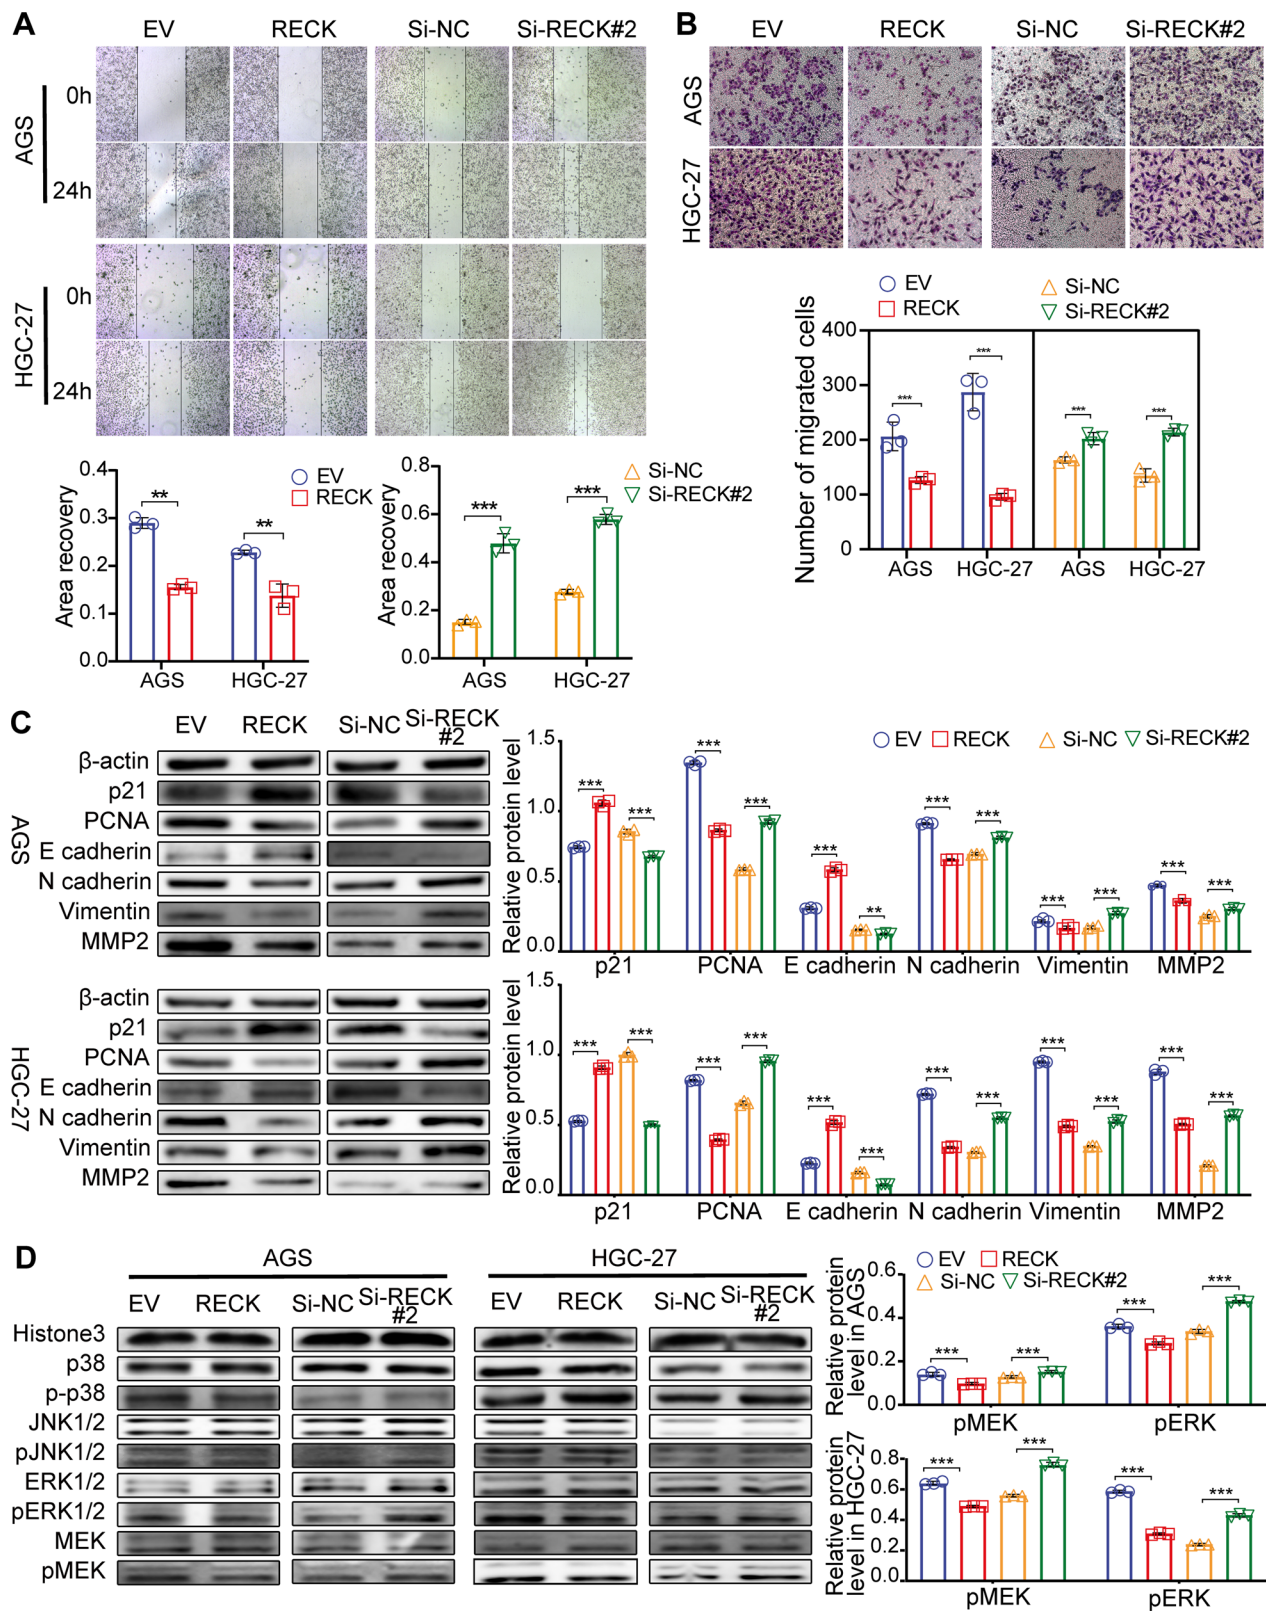 A
EV RECK Si-NC Si-RECK#2
AGS
0h
24h
HGC-27
0h
24h
EV
RECK
Si-NC
Si-RECK#2
Area recovery
0.4
0.3
0.2
0.1
0.0
**
**
AGS HGC-27
Area recovery
0.8
0.6
0.4
0.2
0.0
***
***
AGS HGC-27
B
EV RECK Si-NC Si-RECK#2
AGS
HGC-27
EV
RECK
Si-NC
Si-RECK#2
Number of migrated cells
400
300
200
100
0
***
***
***
***
AGS HGC-27 AGS HGC-27
C
EV RECK Si-NC Si-RECK
#2
AGS
β-actin
p21
PCNA
E cadherin
N cadherin
Vimentin
MMP2
HGC-27
β-actin
p21
PCNA
E cadherin
N cadherin
Vimentin
MMP2
EV RECK Si-NC Si-RECK#2
Relative protein level
1.5
1.0
0.5
0.0
*** *** *** *** *** ** *** *** *** *** *** ***
p21 PCNA E cadherin N cadherin Vimentin MMP2
Relative protein level
1.5
1.0
0.5
0.0
*** *** *** *** *** *** *** *** *** *** *** ***
p21 PCNA E cadherin N cadherin Vimentin MMP2
D
AGS HGC-27
EV RECK Si-NC Si-RECK
#2
EV RECK Si-NC Si-RECK
#2
Histone3
p38
p-p38
JNK1/2
pJNK1/2
ERK1/2
pERK1/2
MEK
pMEK
EV RECK
Si-NC Si-RECK#2
Relative protein
level in AGS
0.6
0.4
0.2
0.0
*** *** *** ***
pMEK pERK
Relative protein
level in HGC-27
0.8
0.6
0.4
0.2
0.0
*** *** *** ***
pMEK pERK